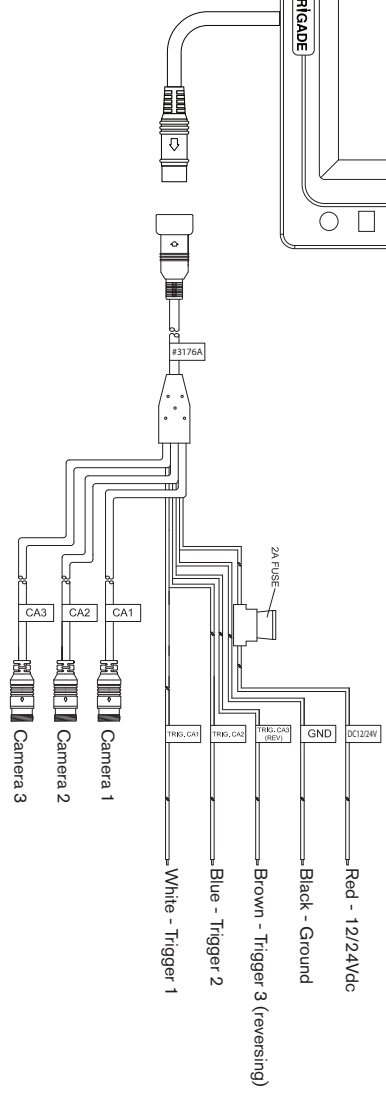 RIGADE
#3176A
2A FUSE
CA3
CA2
CA1
TRIG. CA1
TRIG. CA2
TRIG. CA3
(REV)
GND
DC12/24V
Camera 3
Camera 2
Camera 1
White - Trigger 1
Blue - Trigger 2
Brown - Trigger 3 (reversing)
Black - Ground
Red - 12/24Vdc